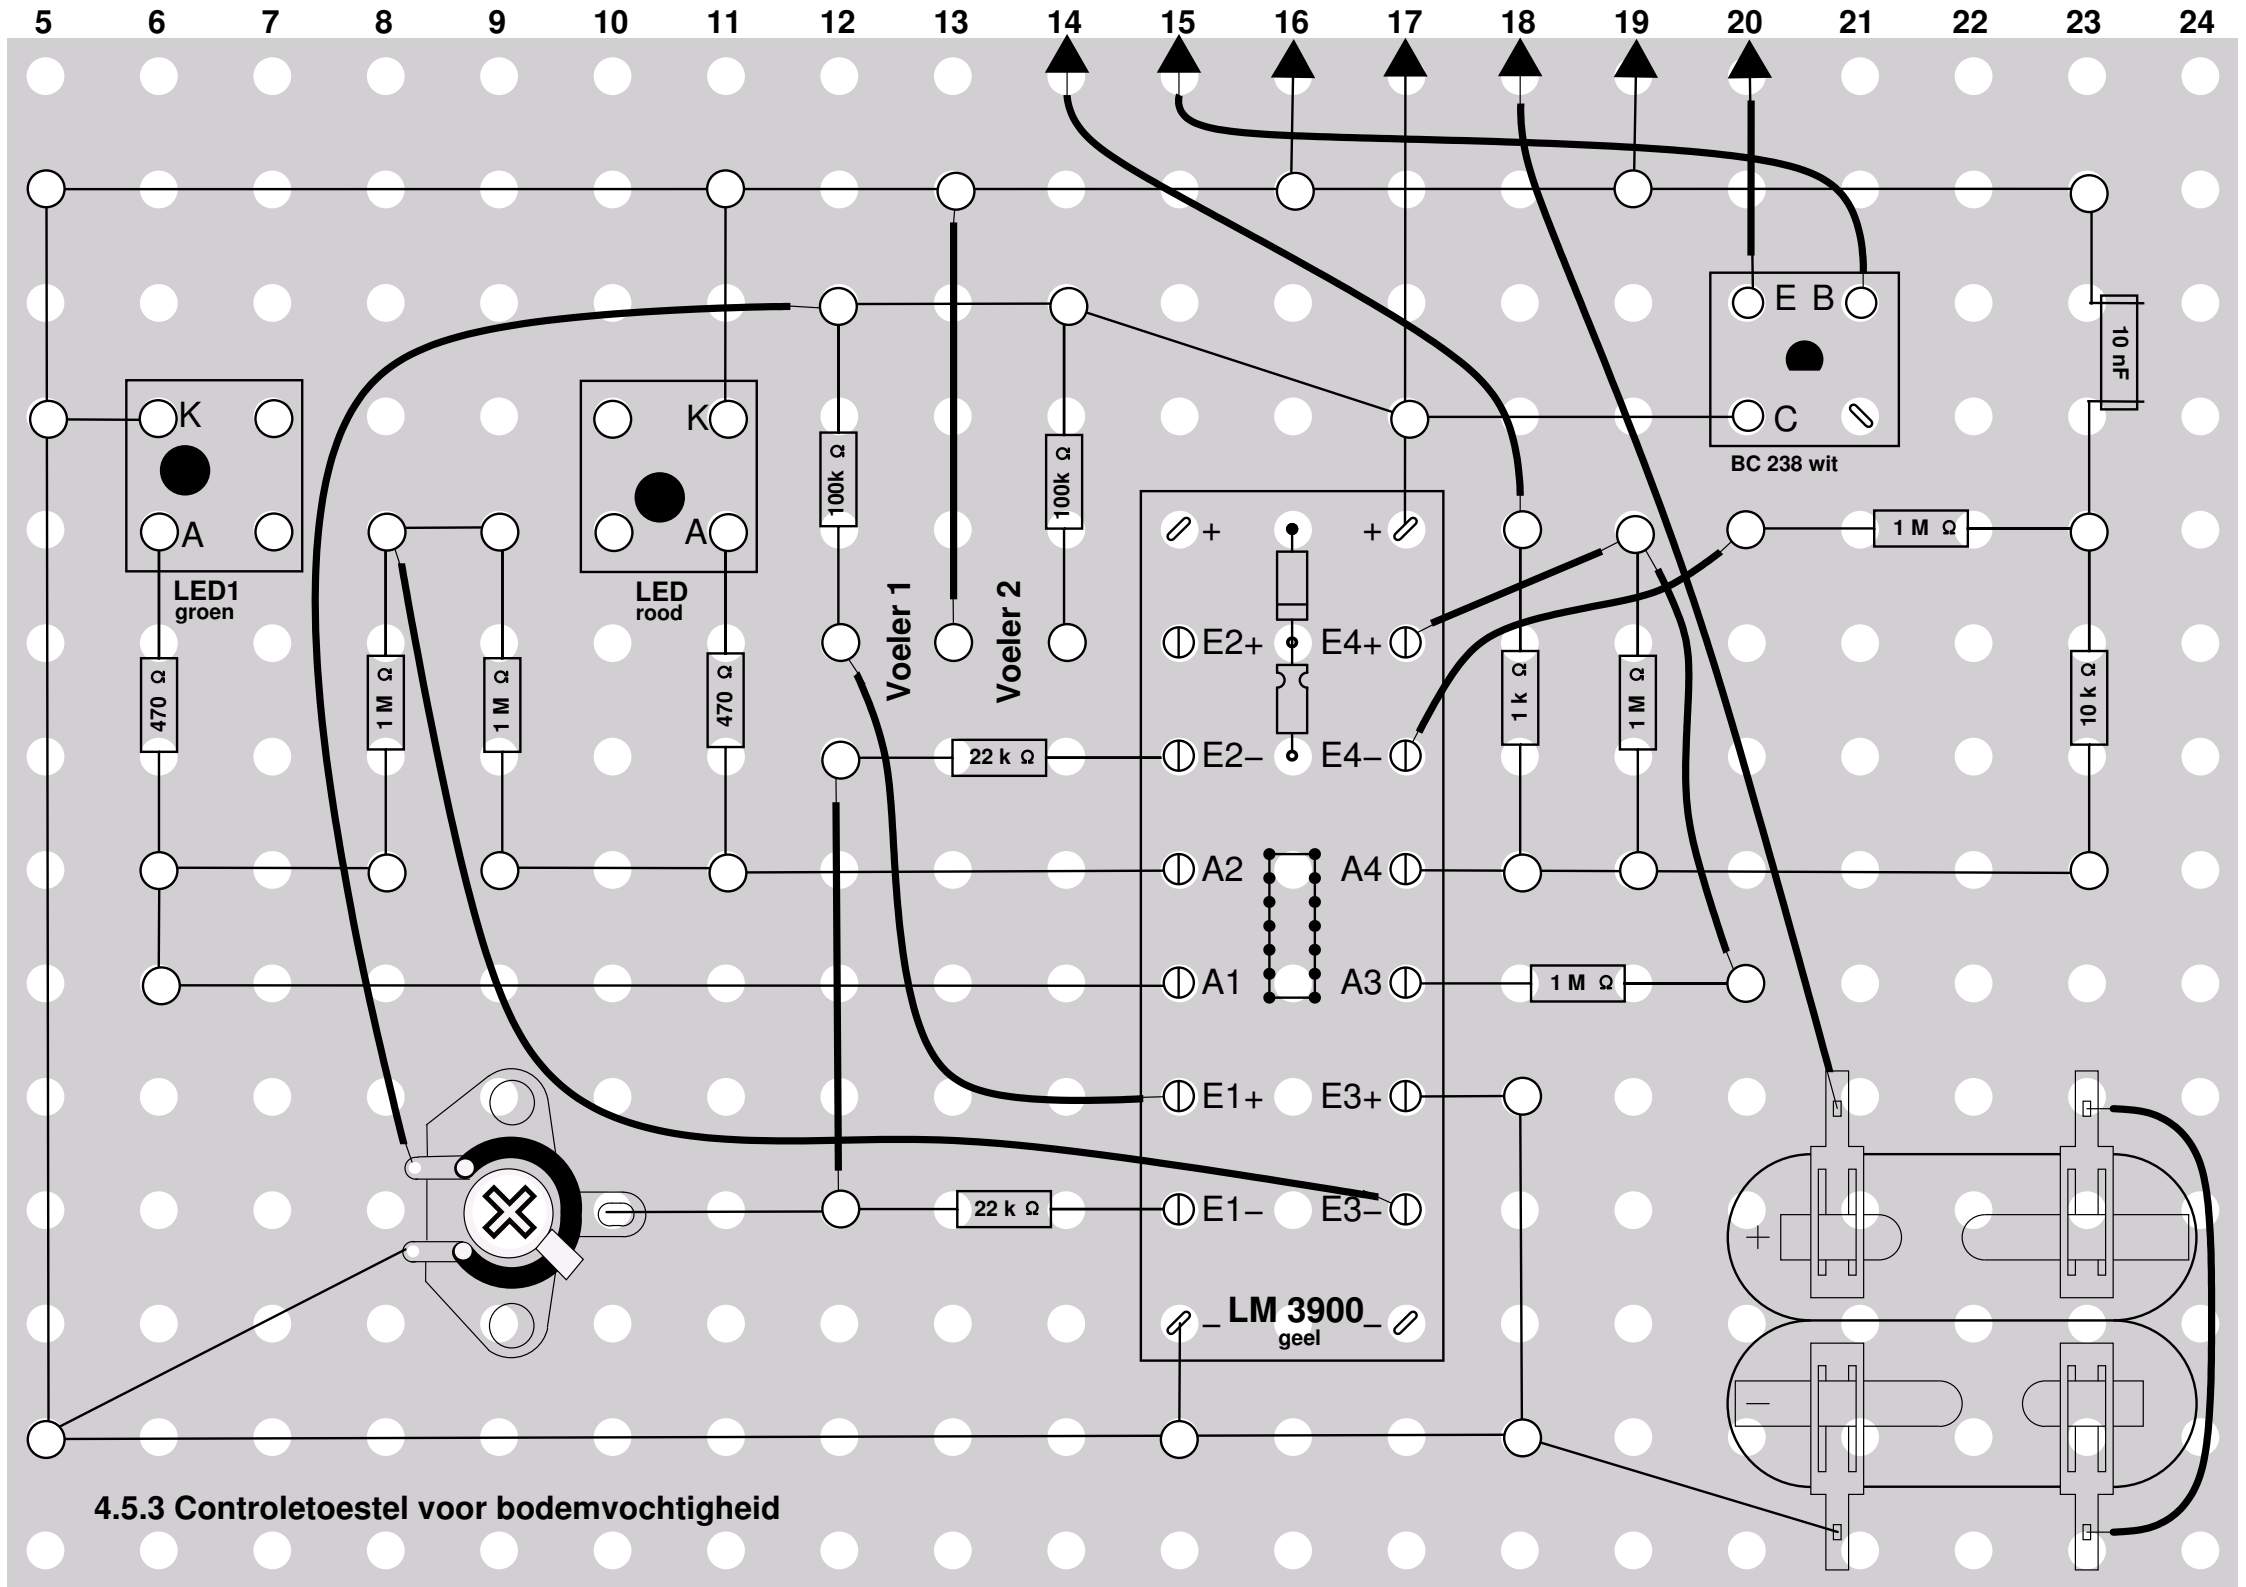 5 6 7 8 9 10 11 12 13 14 15 16 17 18 19 20 21 22 23 24
E B
10 nF
K
K
C
BC 238 wit
100k Ω
100k Ω
A
A
+ +
1 M Ω
LED1
groen
LED
rood
Voeler 1
Voeler 2
E2+ E4+
470 Ω
1 M Ω
1 M Ω
470 Ω
1 k Ω
1 M Ω
10 k Ω
22 k Ω
E2– E4–
A2 A4
A1 A3
1 M Ω
E1+ E3+
22 k Ω
E1– E3–
+
– LM 3900 –
geel
–
4.5.3 Controletoestel voor bodemvochtigheid